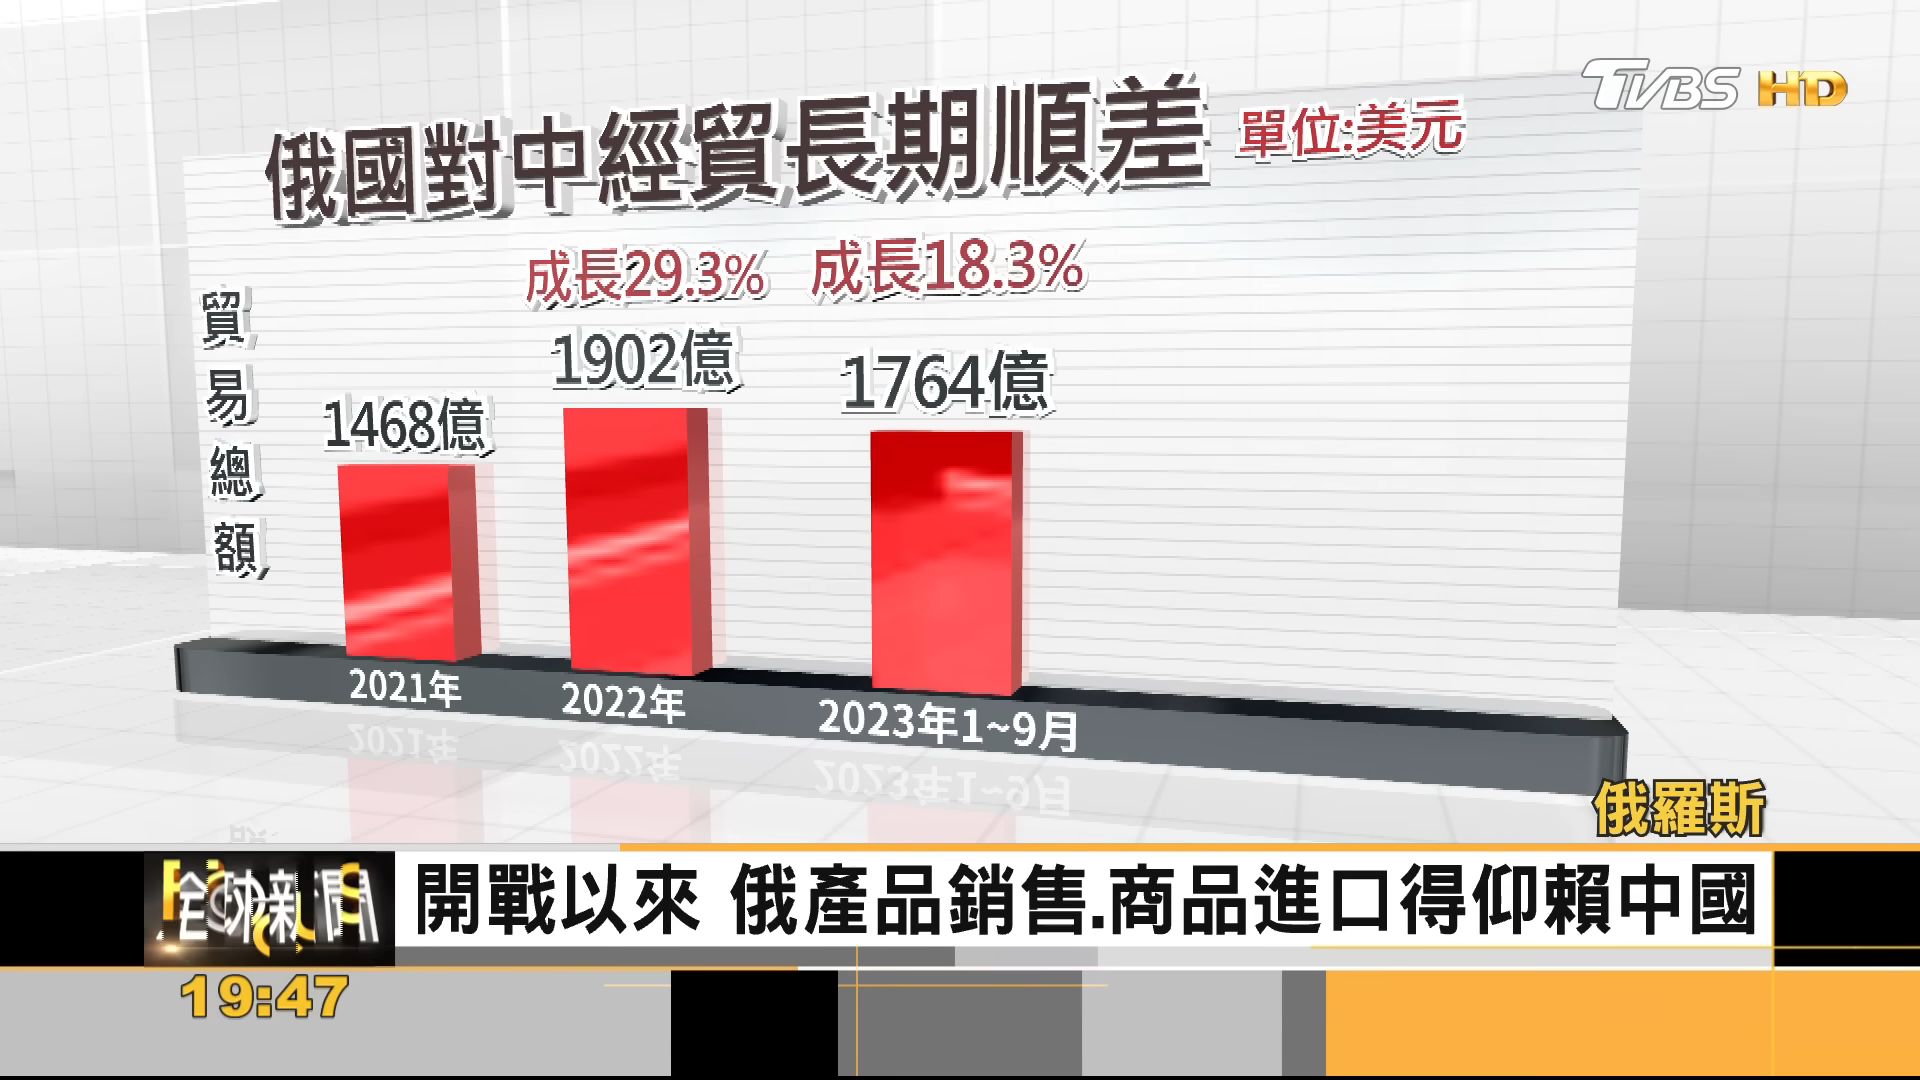 TVBS HD
俄國對中經貿長期順差 單位:美元
成長29.3% 成長18.3%
貿易總額
1468億 1902億 1764億
2021年 2022年 2023年1~9月
俄羅斯
全球新聞
開戰以來 俄產品銷售.商品進口得仰賴中國
19:47